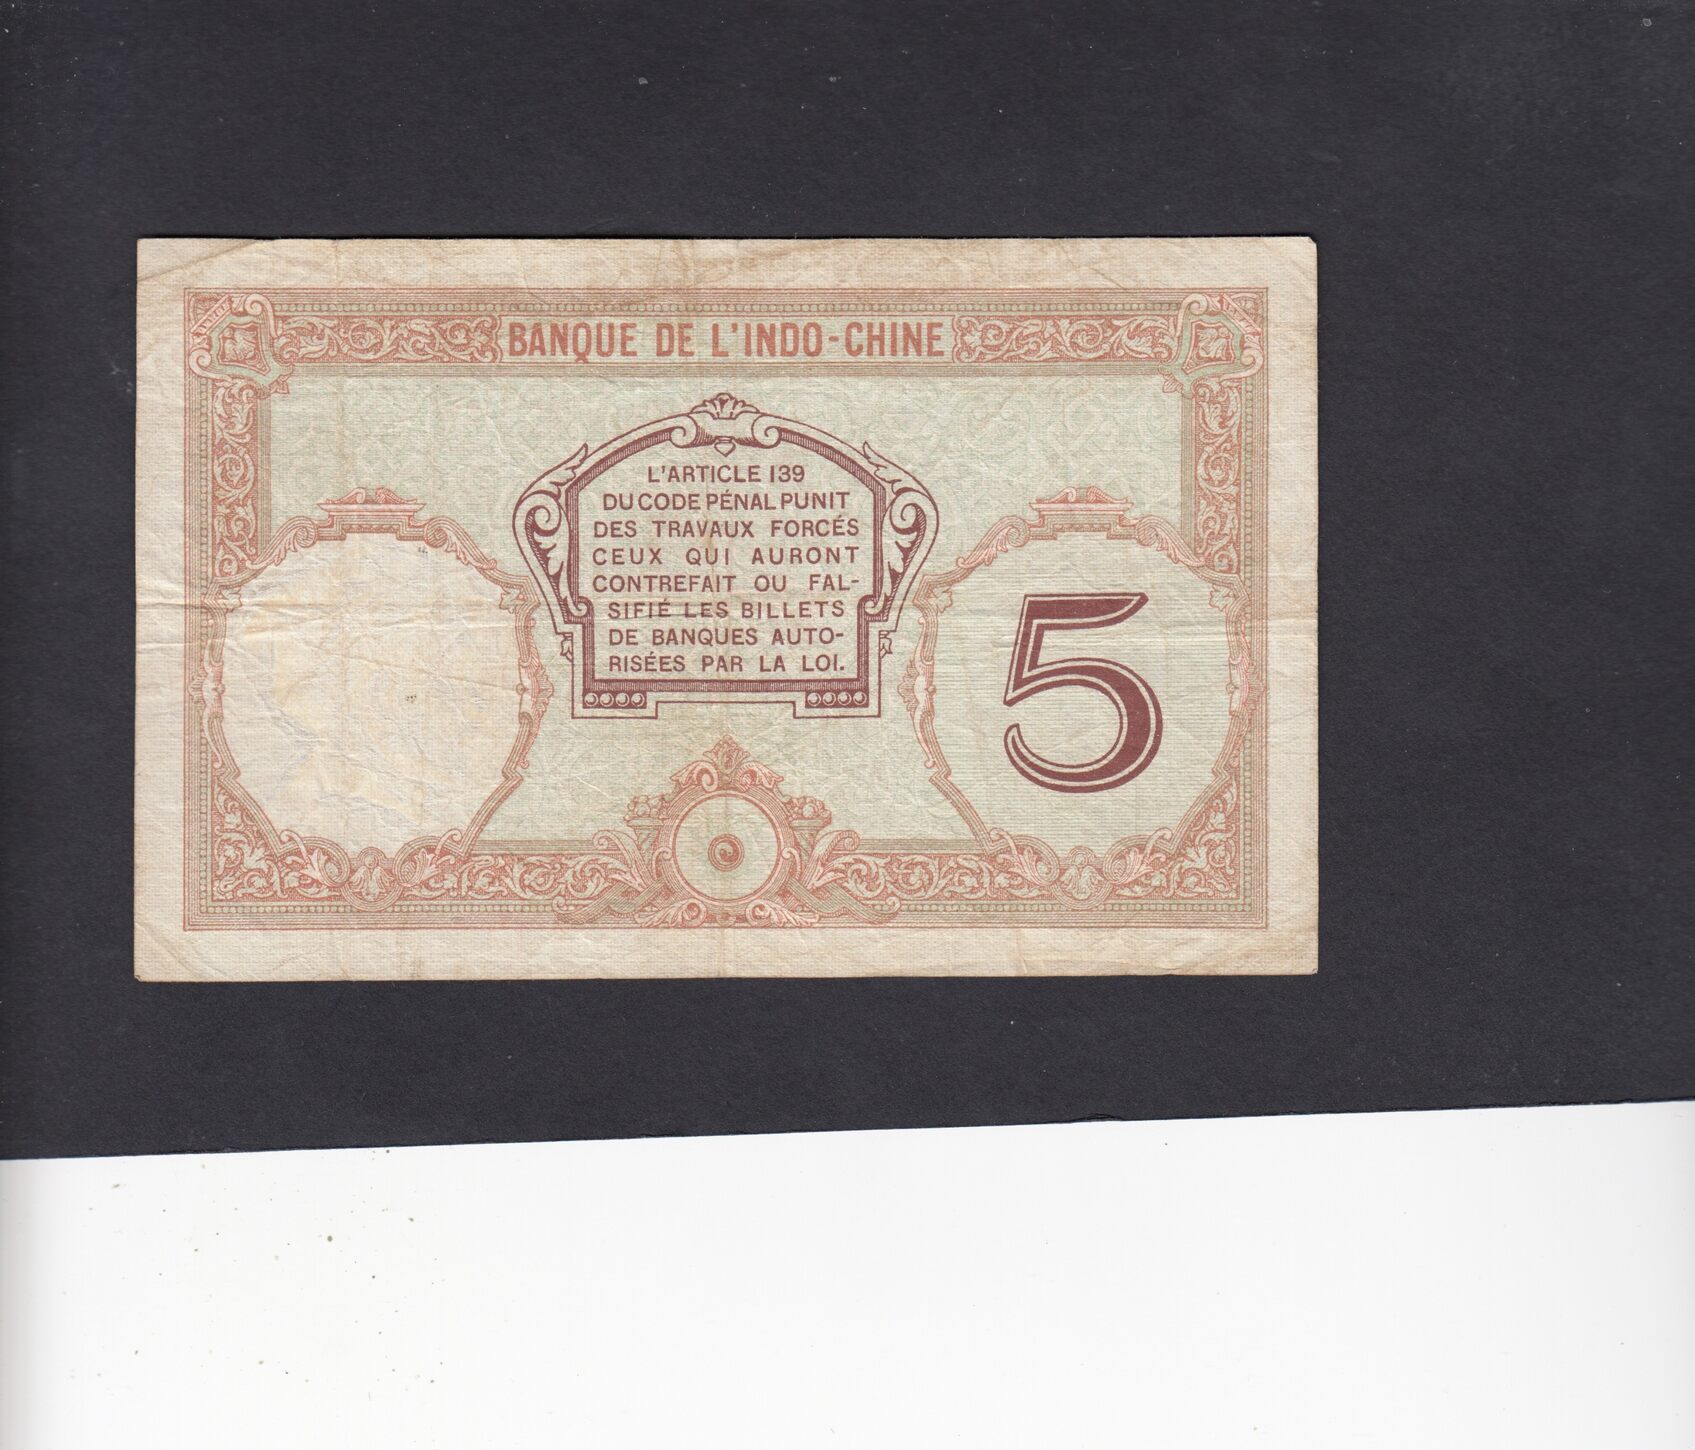 BANQUE DE L'INDO-CHINE
L'ARTICLE 139
DU CODE PÉNAL PUNIT
DES TRAVAUX FORCÉS
CEUX QUI AURONT
CONTREFAIT OU FAL-
SIFIÉ LES BILLETS
DE BANQUES AUTO-
RISÉES PAR LA LOI.
5